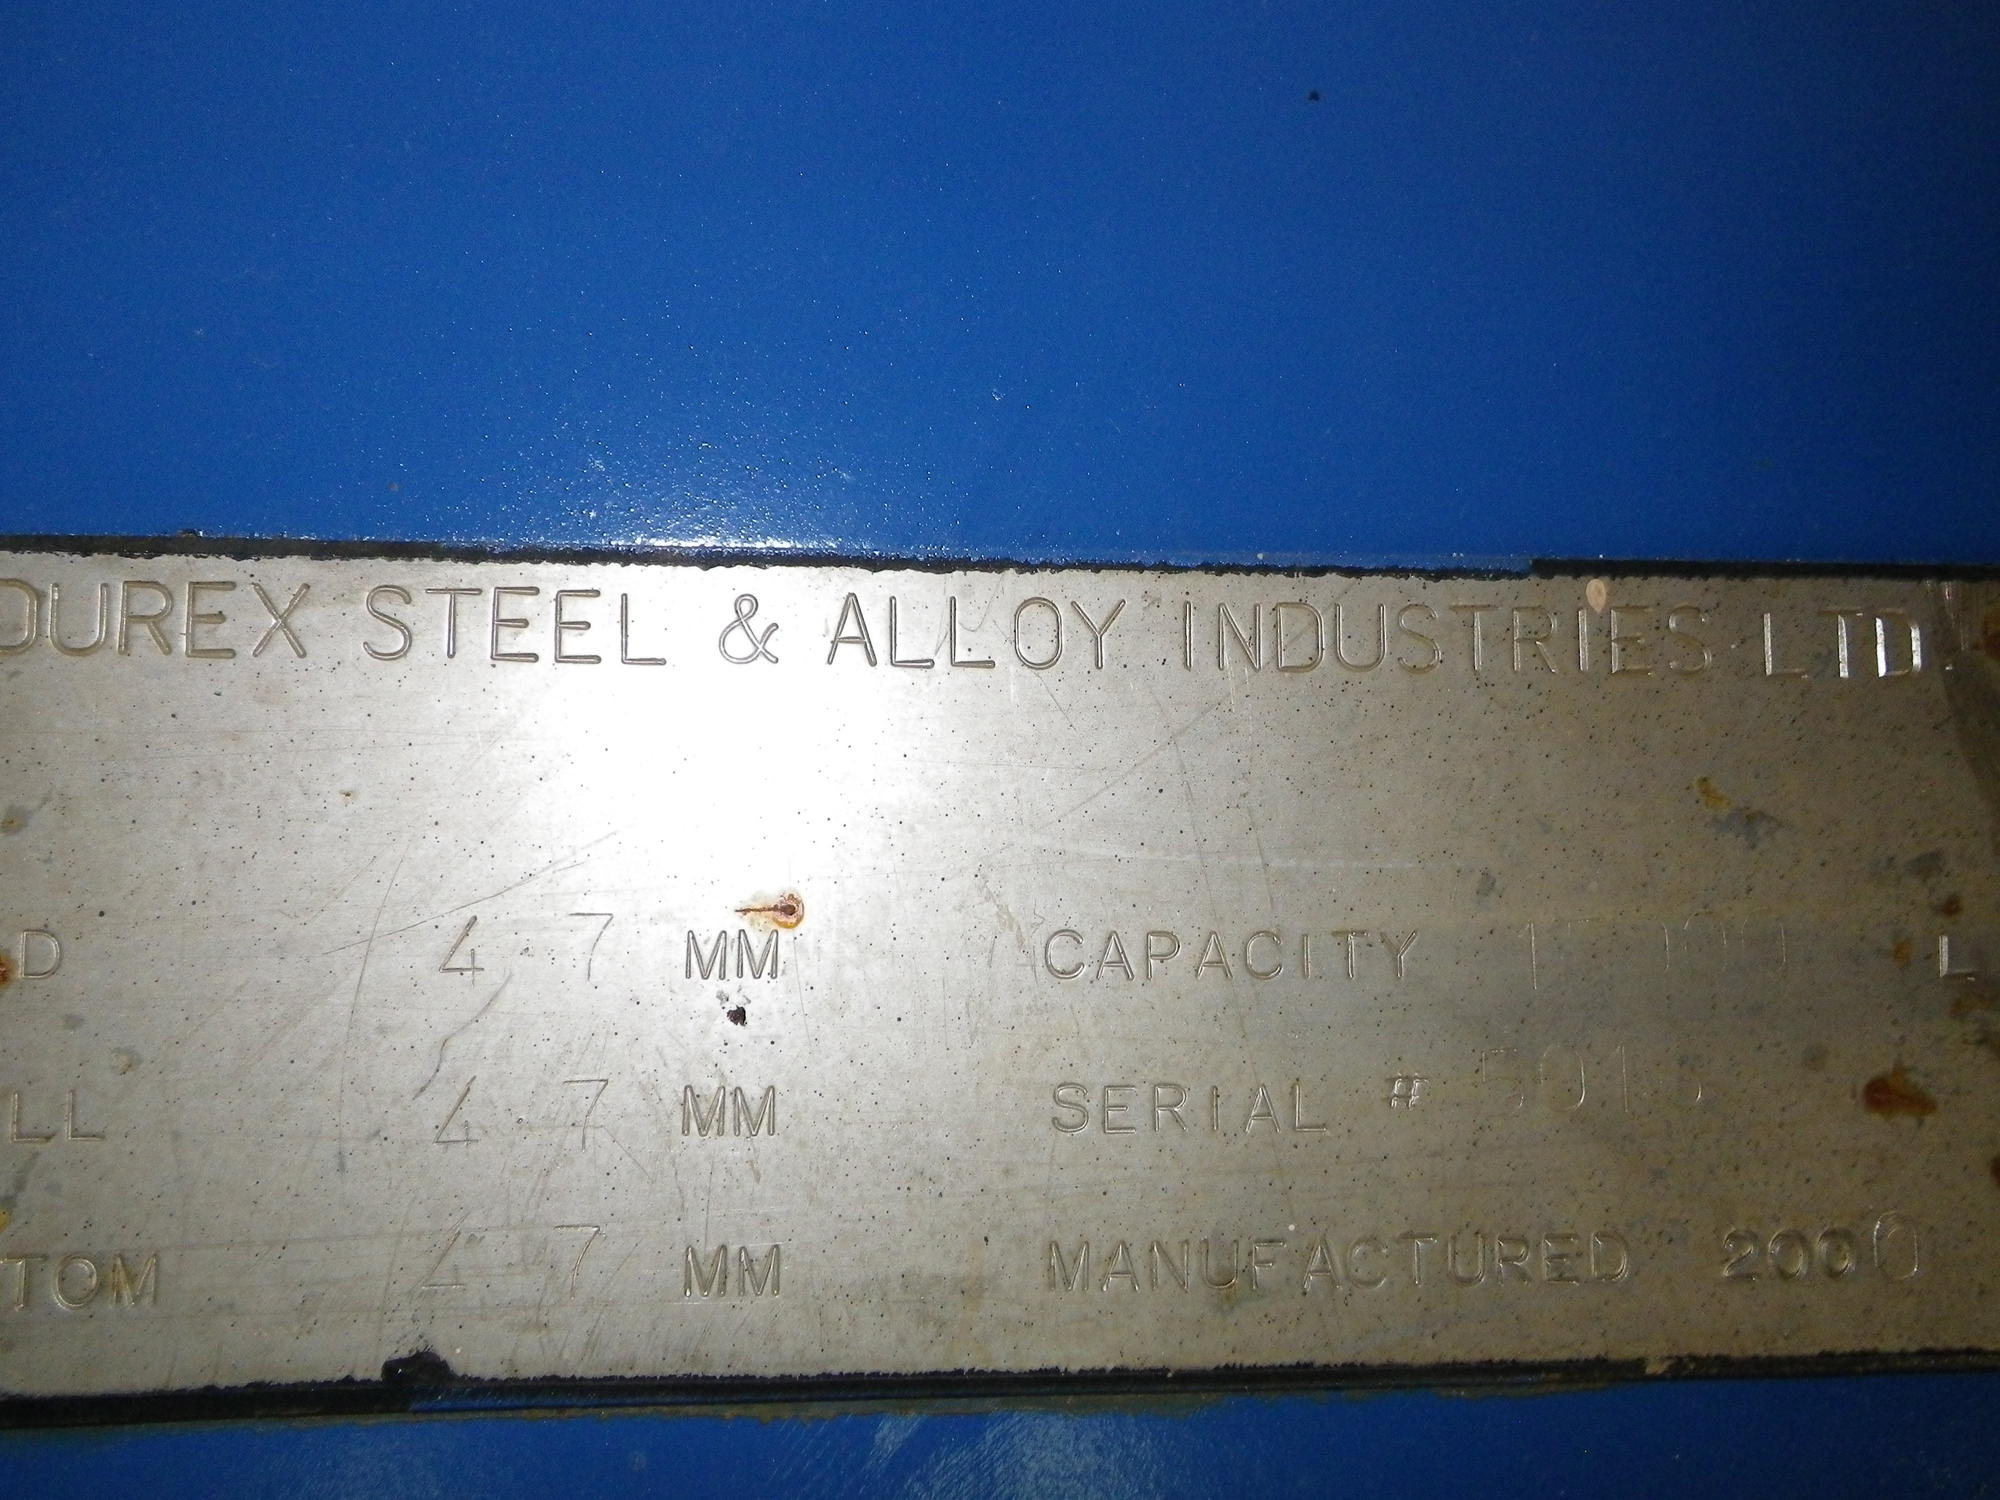 DUREX STEEL & ALLOY INDUSTRIES LTD.
D 4 7 MM CAPACITY L
LL 4 7 MM SERIAL #
TOM 4 7 MM MANUFACTURED 2000